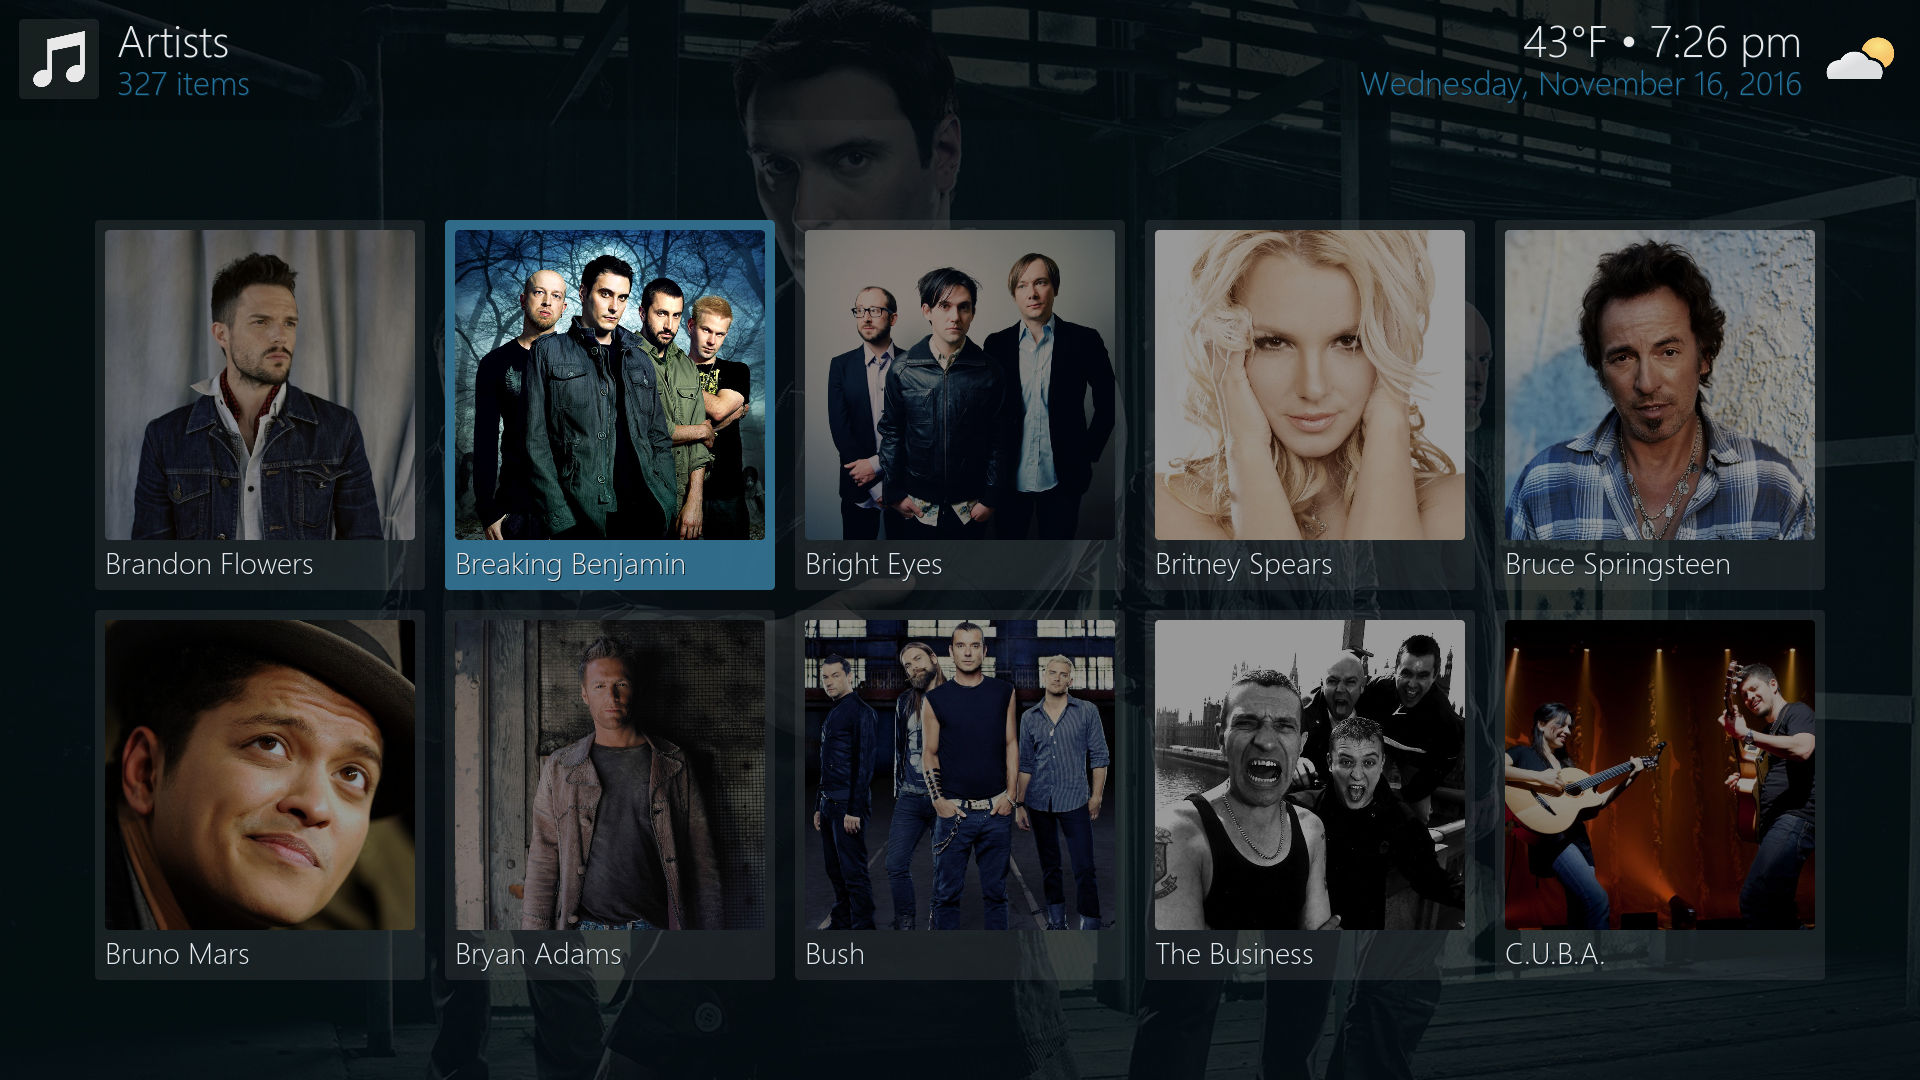 Artists
327 items
43°F • 7:26 pm
Wednesday, November 16, 2016
Brandon Flowers
Breaking Benjamin
Bright Eyes
Britney Spears
Bruce Springsteen
Bruno Mars
Bryan Adams
Bush
The Business
C.U.B.A.